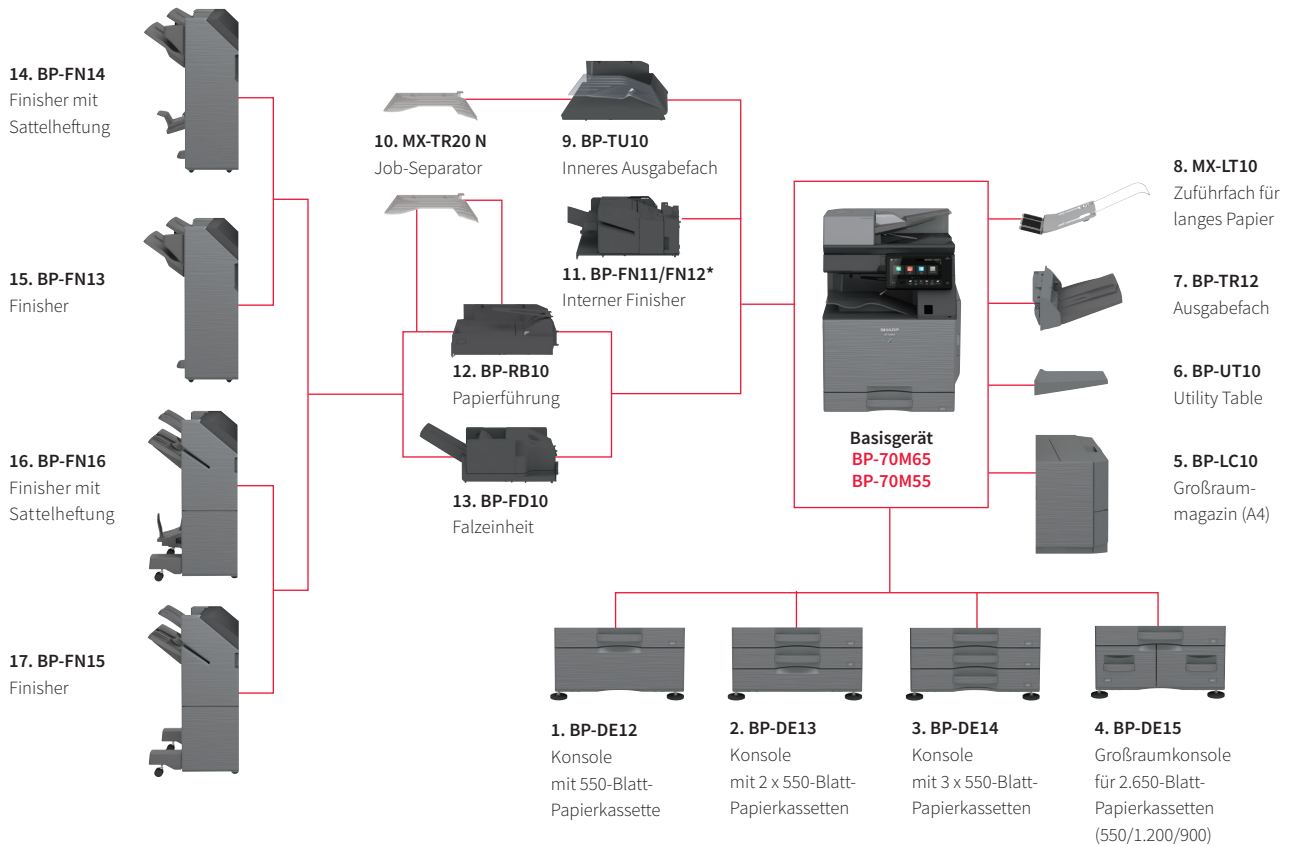 14. BP-FN14
Finisher mit
Sattelheftung
15. BP-FN13
Finisher
16. BP-FN16
Finisher mit
Sattelheftung
17. BP-FN15
Finisher
10. MX-TR20 N
Job-Separator
9. BP-TU10
Inneres Ausgabefach
11. BP-FN11/FN12*
Interner Finisher
12. BP-RB10
Papierführung
13. BP-FD10
Falzeinheit
Basisgerät
BP-70M65
BP-70M55
8. MX-LT10
Zuführfach für
langes Papier
7. BP-TR12
Ausgabefach
6. BP-UT10
Utility Table
5. BP-LC10
Großraum-
magazin (A4)
1. BP-DE12
Konsole
mit 550-Blatt-
Papierkassette
2. BP-DE13
Konsole
mit 2 x 550-Blatt-
Papierkassetten
3. BP-DE14
Konsole
mit 3 x 550-Blatt-
Papierkassetten
4. BP-DE15
Großraumkonsole
für 2.650-Blatt-
Papierkassetten
(550/1.200/900)